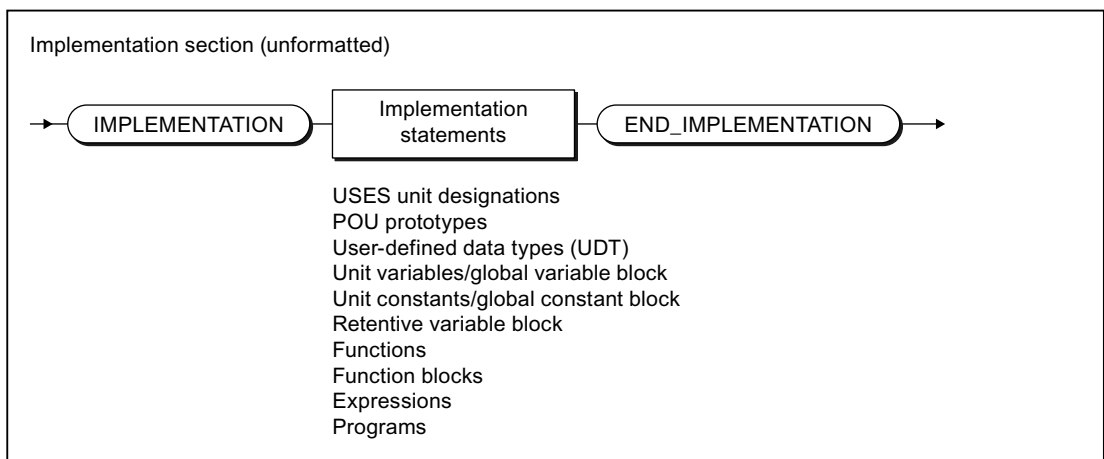 Implementation section (unformatted)
IMPLEMENTATION
Implementation
statements
END_IMPLEMENTATION
USES unit designations
POU prototypes
User-defined data types (UDT)
Unit variables/global variable block
Unit constants/global constant block
Retentive variable block
Functions
Function blocks
Expressions
Programs